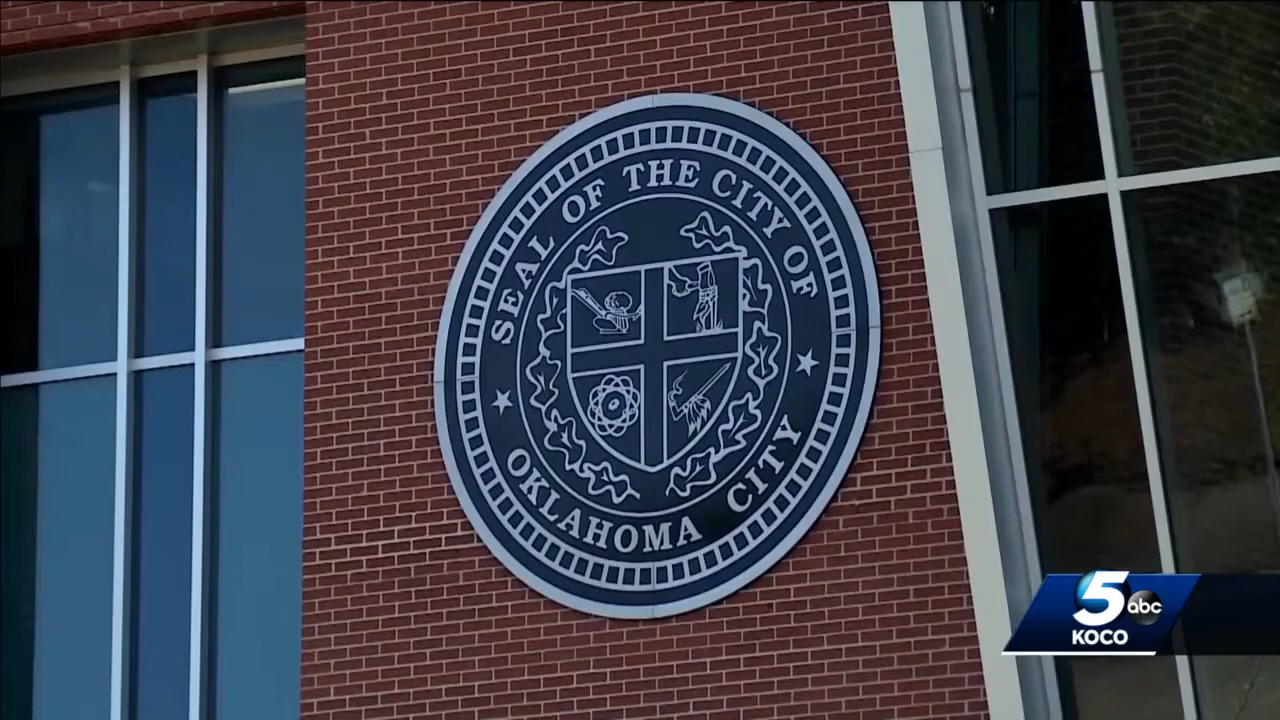 SEAL OF THE CITY OF
OKLAHOMA CITY
5 abc
KOCO